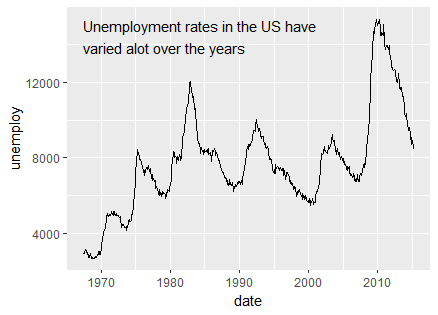 Unemployment rates in the US have
varied alot over the years
12000
8000
4000
unemploy
1970 1980 1990 2000 2010
date